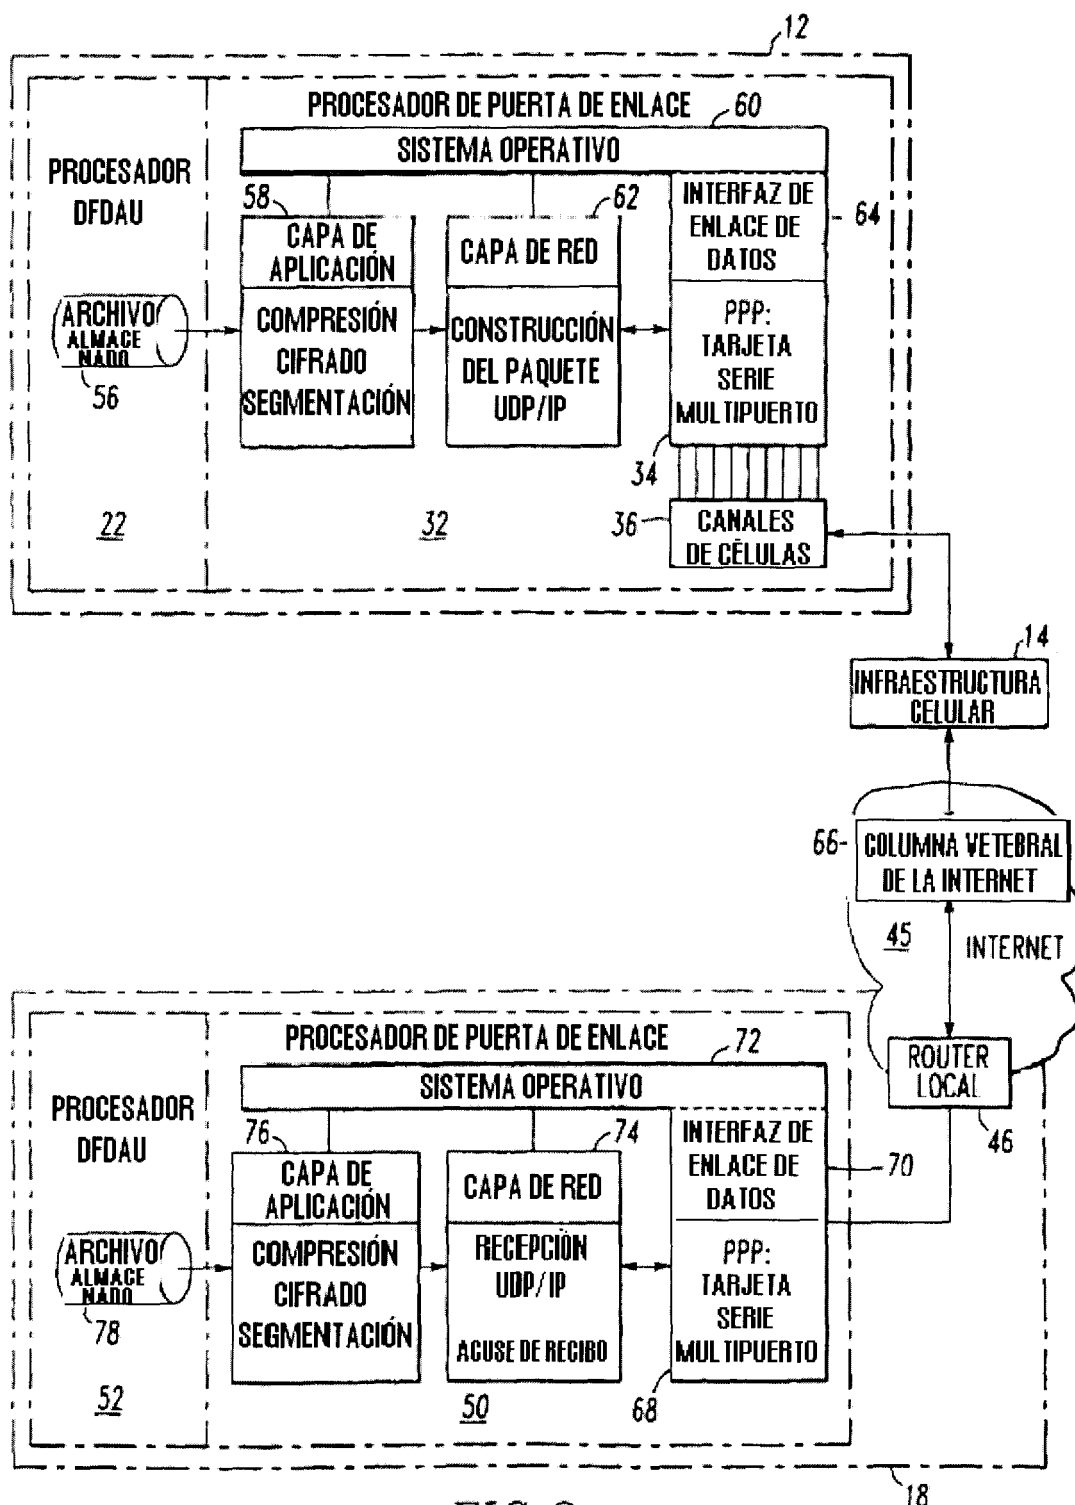 12
PROCESADOR DE PUERTA DE ENLACE
60
SISTEMA OPERATIVO
PROCESADOR
DFDAU
58
62
INTERFAZ DE
ENLACE DE
DATOS
64
CAPA DE
APLICACIÓN
CAPA DE RED
ARCHIVO
ALMACE
NADO
56
COMPRESIÓN
CIFRADO
SEGMENTACIÓN
CONSTRUCCIÓN
DEL PAQUETE
UDP/IP
PPP:
TARJETA
SERIE
MULTIPUERTO
34
22
32
36
CANALES
DE CÉLULAS
14
INFRAESTRUCTURA
CELULAR
66
COLUMNA VETEBRAL
DE LA INTERNET
45
INTERNET
PROCESADOR DE PUERTA DE ENLACE
72
SISTEMA OPERATIVO
ROUTER
LOCAL
46
PROCESADOR
DFDAU
76
74
INTERFAZ DE
ENLACE DE
DATOS
70
CAPA DE
APLICACIÓN
CAPA DE RED
ARCHIVO
ALMACE
NADO
78
COMPRESIÓN
CIFRADO
SEGMENTACIÓN
RECEPCIÓN
UDP/IP
ACUSE DE RECIBO
PPP:
TARJETA
SERIE
MULTIPUERTO
68
52
50
18